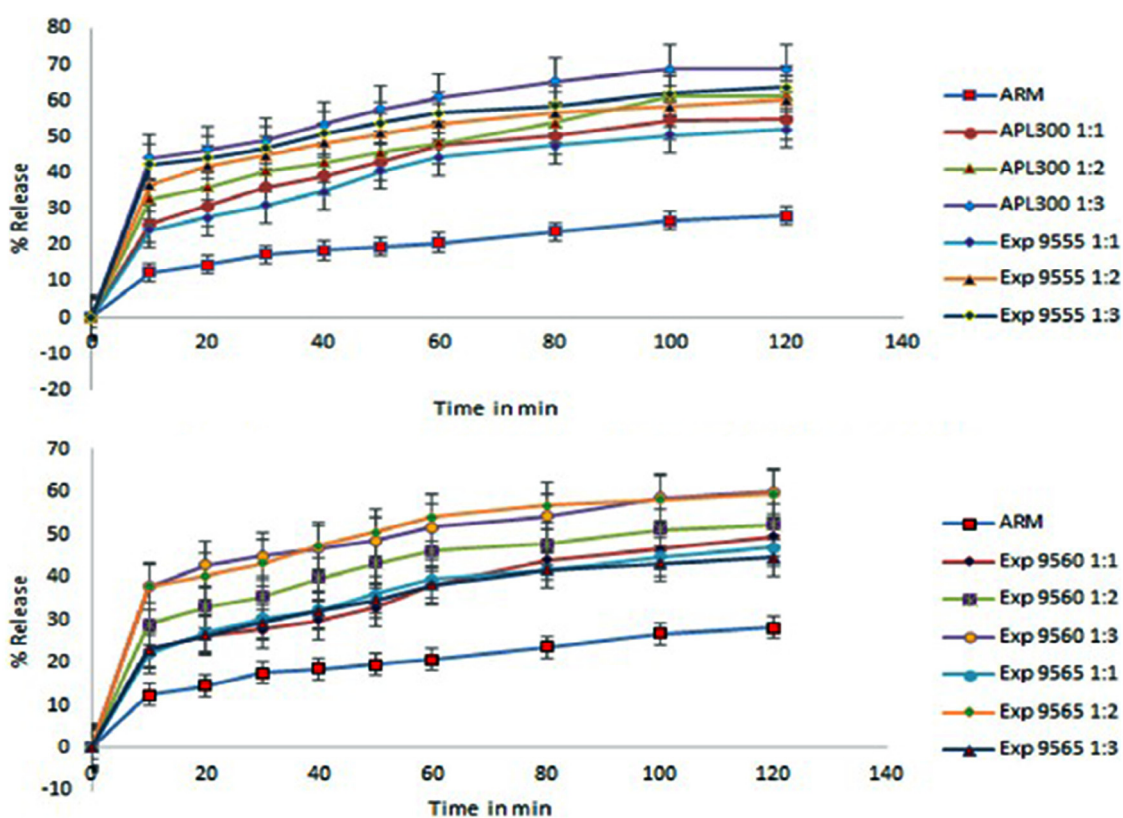 80
70
60
50
40
30
20
10
0
-10
-20
% Release
0 20 40 60 80 100 120 140
Time in min
ARM
APL300 1:1
APL300 1:2
APL300 1:3
Exp 9555 1:1
Exp 9555 1:2
Exp 9555 1:3
70
60
50
40
30
20
10
0
-10
% Release
0 20 40 60 80 100 120 140
Time in min
ARM
Exp 9560 1:1
Exp 9560 1:2
Exp 9560 1:3
Exp 9565 1:1
Exp 9565 1:2
Exp 9565 1:3